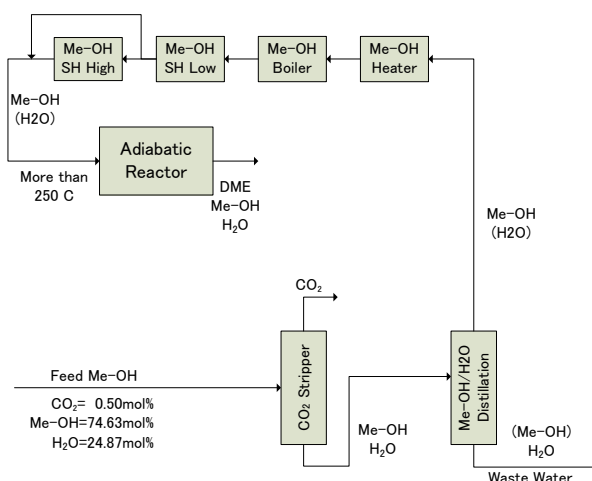 Me-OH
SH High
Me-OH
SH Low
Me-OH
Boiler
Me-OH
Heater
Me-OH
(H2O)
Adiabatic
Reactor
More than
250 C
DME
Me-OH
H₂O
Me-OH
(H2O)
CO₂
Feed Me-OH
CO₂= 0.50mol%
Me-OH=74.63mol%
H₂O=24.87mol%
CO₂ Stripper
Me-OH
H₂O
Me-OH/H2O
Distillation
(Me-OH)
H₂O
Waste Water